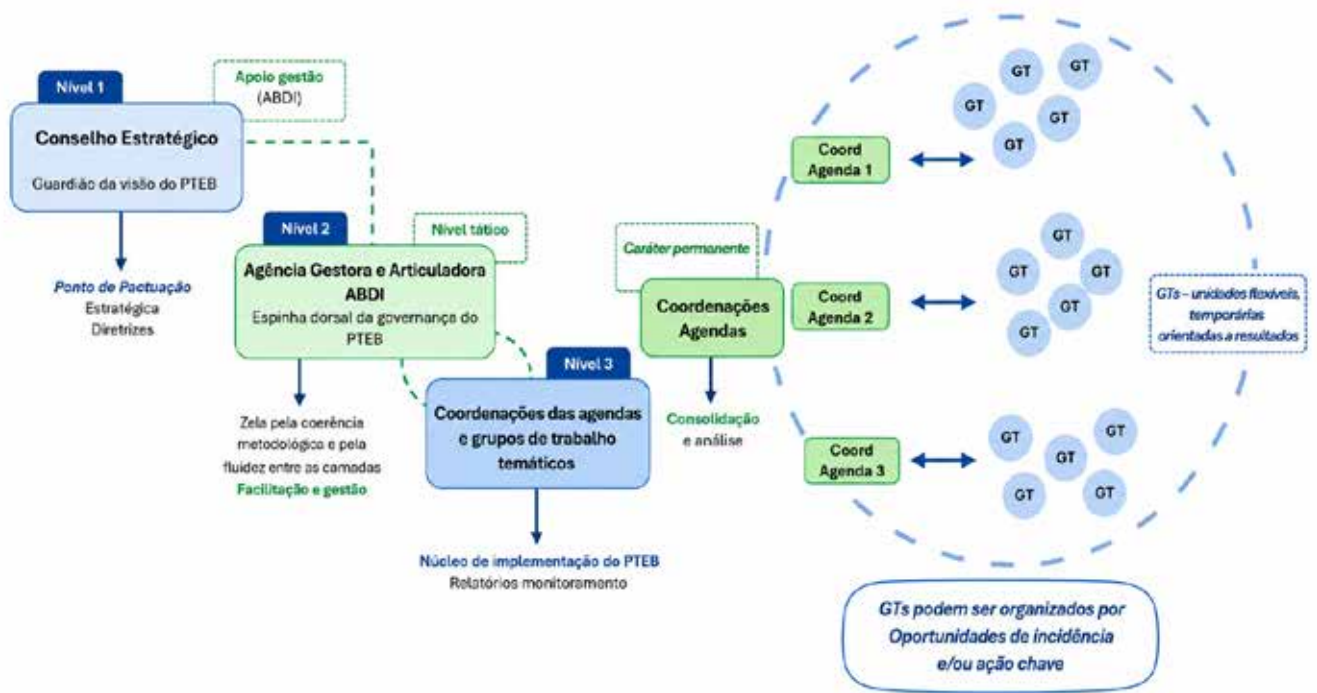 Nível 1
Apoio gestão
(ABDI)
Conselho Estratégico
Guardião da visão do PTEB
Ponto de Pactuação
Estratégica
Diretrizes
Nível 2
Nível tático
Agência Gestora e Articuladora
ABDI
Espinha dorsal da governança do
PTEB
Zela pela coerência
metodológica e pela
fluidez entre as camadas
Facilitação e gestão
Nível 3
Coordenações das agendas
e grupos de trabalho
temáticos
Núcleo de implementação do PTEB
Relatórios monitoramento
Caráter permanente
Coordenações
Agendas
Consolidação
e análise
Coord
Agenda 1
GT
GT
GT
GT
GT
GT
Coord
Agenda 2
GT
GT
GT
GT
GT
GT
Coord
Agenda 3
GT
GT
GT
GT
GT
GTs – unidades flexíveis,
temporárias
orientadas a resultados
GTs podem ser organizados por
Oportunidades de incidência
e/ou ação chave